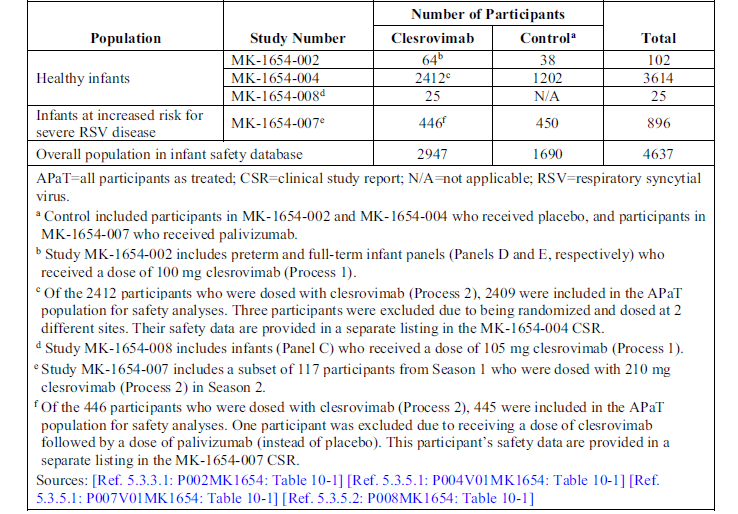 Number of Participants
Population Study Number Clesrovimab Controlᵃ Total
Healthy infants
MK-1654-002 64ᵇ 38 102
MK-1654-004 2412ᶜ 1202 3614
MK-1654-008ᵈ 25 N/A 25
Infants at increased risk for
severe RSV disease
MK-1654-007ᵉ 446ᶠ 450 896
Overall population in infant safety database 2947 1690 4637
APaT=all participants as treated; CSR=clinical study report; N/A=not applicable; RSV=respiratory syncytial
virus.
ᵃ Control included participants in MK-1654-002 and MK-1654-004 who received placebo, and participants in
MK-1654-007 who received palivizumab.
ᵇ Study MK-1654-002 includes preterm and full-term infant panels (Panels D and E, respectively) who
received a dose of 100 mg clesrovimab (Process 1).
ᶜ Of the 2412 participants who were dosed with clesrovimab (Process 2), 2409 were included in the APaT
population for safety analyses. Three participants were excluded due to being randomized and dosed at 2
different sites. Their safety data are provided in a separate listing in the MK-1654-004 CSR.
ᵈ Study MK-1654-008 includes infants (Panel C) who received a dose of 105 mg clesrovimab (Process 1).
ᵉ Study MK-1654-007 includes a subset of 117 participants from Season 1 who were dosed with 210 mg
clesrovimab (Process 2) in Season 2.
ᶠ Of the 446 participants who were dosed with clesrovimab (Process 2), 445 were included in the APaT
population for safety analyses. One participant was excluded due to receiving a dose of clesrovimab
followed by a dose of palivizumab (instead of placebo). This participant's safety data are provided in a
separate listing in the MK-1654-007 CSR.
Sources: [Ref. 5.3.3.1: P002MK1654: Table 10-1] [Ref. 5.3.5.1: P004V01MK1654: Table 10-1] [Ref.
5.3.5.1: P007V01MK1654: Table 10-1] [Ref. 5.3.5.2: P008MK1654: Table 10-1]